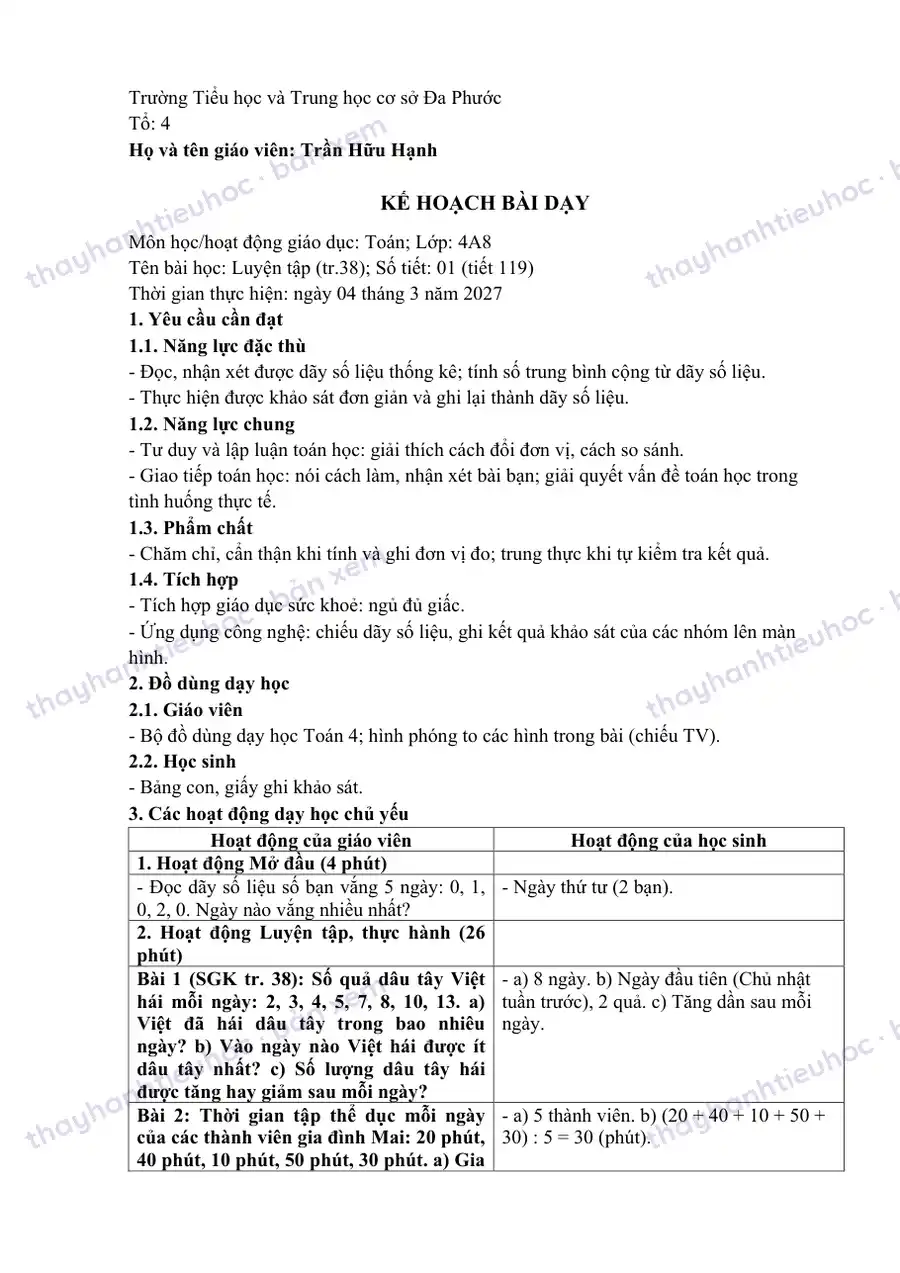 Trường Tiểu học và Trung học cơ sở Đa Phước
Tổ: 4
Họ và tên giáo viên: Trần Hữu Hạnh
KẾ HOẠCH BÀI DẠY
Môn học/hoạt động giáo dục: Toán; Lớp: 4A8
Tên bài học: Luyện tập (tr.38); Số tiết: 01 (tiết 119)
Thời gian thực hiện: ngày 04 tháng 3 năm 2027
1. Yêu cầu cần đạt
1.1. Năng lực đặc thù
- Đọc, nhận xét được dãy số liệu thống kê; tính số trung bình cộng từ dãy số liệu.
- Thực hiện được khảo sát đơn giản và ghi lại thành dãy số liệu.
1.2. Năng lực chung
- Tư duy và lập luận toán học: giải thích cách đổi đơn vị, cách so sánh.
- Giao tiếp toán học: nói cách làm, nhận xét bài bạn; giải quyết vấn đề toán học trong
tình huống thực tế.
1.3. Phẩm chất
- Chăm chỉ, cẩn thận khi tính và ghi đơn vị đo; trung thực khi tự kiểm tra kết quả.
1.4. Tích hợp
- Tích hợp giáo dục sức khoẻ: ngủ đủ giấc.
- Ứng dụng công nghệ: chiếu dãy số liệu, ghi kết quả khảo sát của các nhóm lên màn
hình.
2. Đồ dùng dạy học
2.1. Giáo viên
- Bộ đồ dùng dạy học Toán 4; hình phóng to các hình trong bài (chiếu TV).
2.2. Học sinh
- Bảng con, giấy ghi khảo sát.
3. Các hoạt động dạy học chủ yếu
Hoạt động của giáo viên
Hoạt động của học sinh
1. Hoạt động Mở đầu (4 phút)
- Đọc dãy số liệu số bạn vắng 5 ngày: 0, 1,
0, 2, 0. Ngày nào vắng nhiều nhất?
- Ngày thứ tư (2 bạn).
2. Hoạt động Luyện tập, thực hành (26
phút)
Bài 1 (SGK tr. 38): Số quả dâu tây Việt
hái mỗi ngày: 2, 3, 4, 5, 7, 8, 10, 13. a)
Việt đã hái dâu tây trong bao nhiêu
ngày? b) Vào ngày nào Việt hái được ít
dâu tây nhất? c) Số lượng dâu tây hái
được tăng hay giảm sau mỗi ngày?
- a) 8 ngày. b) Ngày đầu tiên (Chủ nhật
tuần trước), 2 quả. c) Tăng dần sau mỗi
ngày.
Bài 2: Thời gian tập thể dục mỗi ngày
của các thành viên gia đình Mai: 20 phút,
40 phút, 10 phút, 50 phút, 30 phút. a) Gia
- a) 5 thành viên. b) (20 + 40 + 10 + 50 +
30) : 5 = 30 (phút).
thayhanhtieuhoc · bản xem
thayhanhtieuhoc · b
thayhanhtieuhoc · bản xem
thayhanhtieuhoc · b
thayhanhtieuhoc · bản xem
thayhanhtieuhoc · b